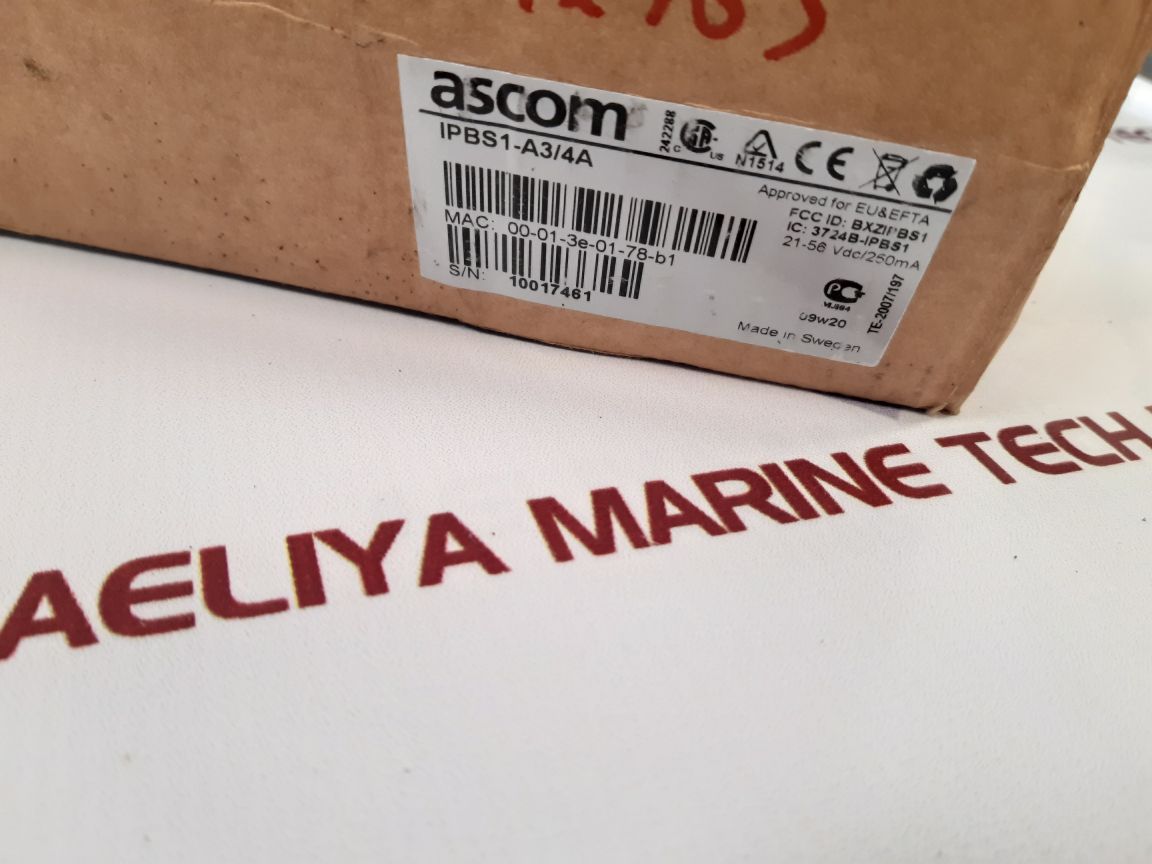 ascom
IPBS1-A3/4A
242288
C US
N1514
CE
Approved for EU&EFTA
FCC ID: BXZIPBS1
IC: 3724B-IPBS1
21-56 Vdc/250mA
MAC: 00-01-3e-01-78-b1
S/N: 10017461
TE-2007/197
09w20
Made in Sweden
AELIYA MARINE TECH